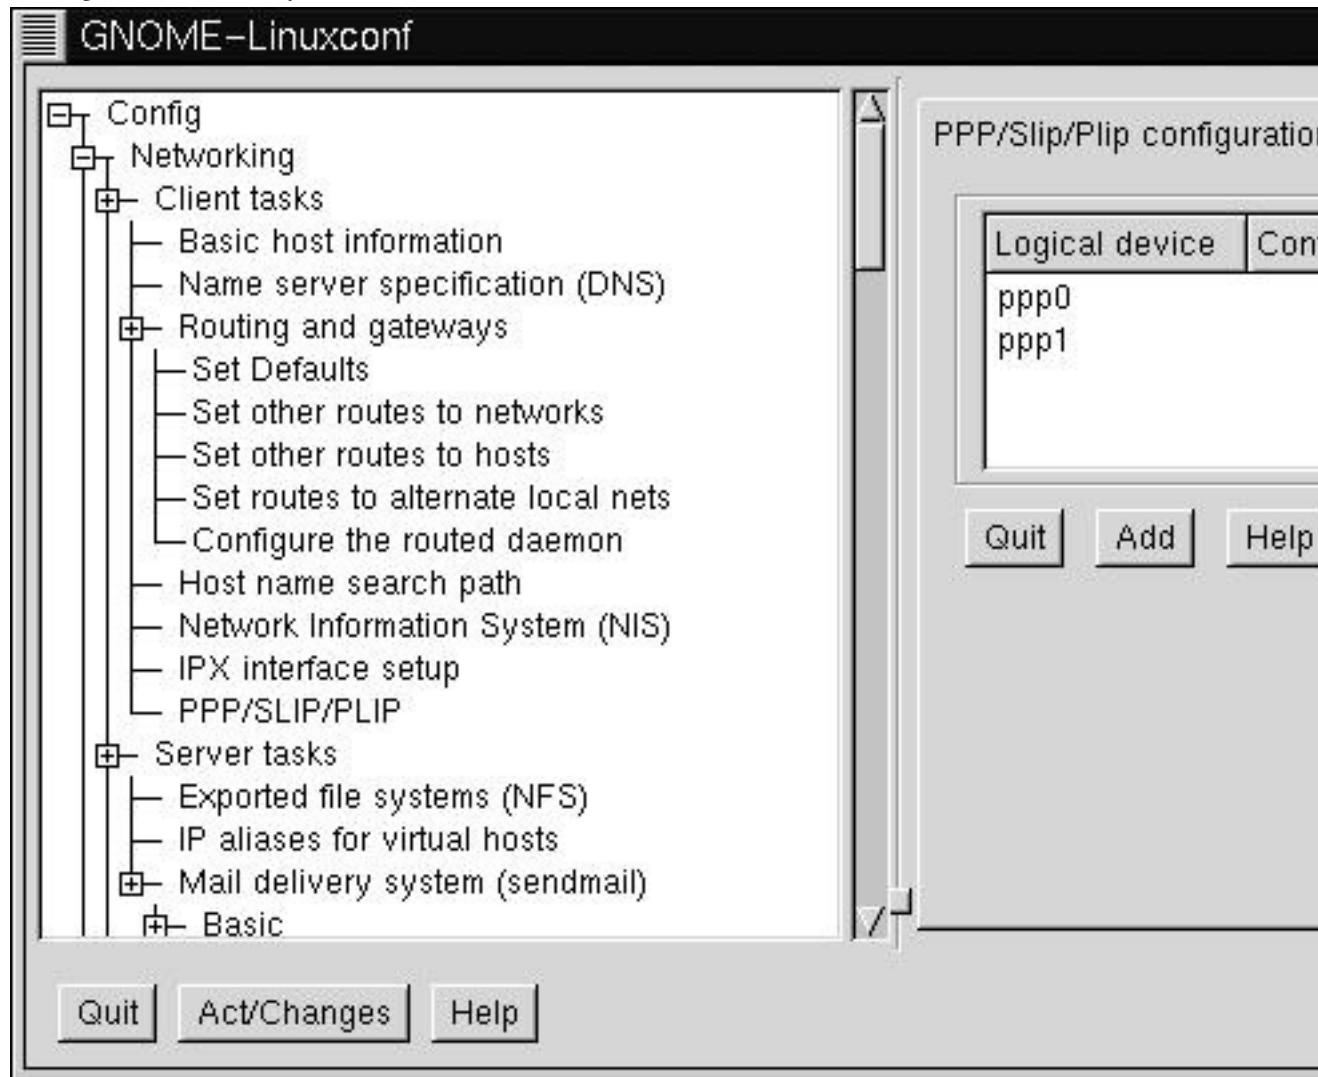 GNOME-Linuxconf
Config
Networking
Client tasks
Basic host information
Name server specification (DNS)
Routing and gateways
Set Defaults
Set other routes to networks
Set other routes to hosts
Set routes to alternate local nets
Configure the routed daemon
Host name search path
Network Information System (NIS)
IPX interface setup
PPP/SLIP/PLIP
Server tasks
Exported file systems (NFS)
IP aliases for virtual hosts
Mail delivery system (sendmail)
Basic
Quit Act/Changes Help
PPP/Slip/Plip
Logical device
ppp0
ppp1
Quit Add Help